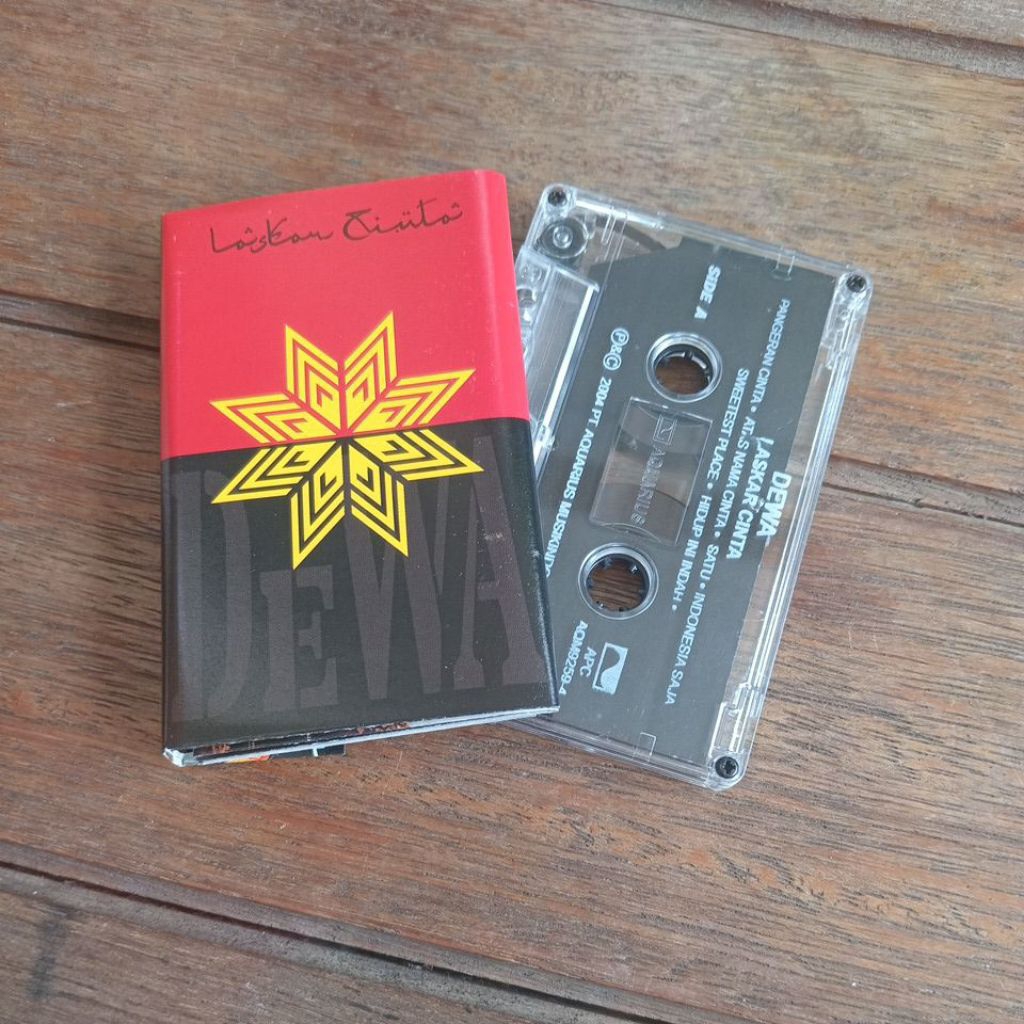 Laskar Cinta
DEWA
SIDE A
DEWA
LASKAR CINTA
PANGERAN CINTA • ATAS NAMA CINTA • SATU • INDONESIA SAJA
SWEETEST PLACE • HIDUP INI INDAH •
AQUARIUS
P&C 2004 PT AQUARIUS MUSIKINDO
APC
AQM9259-4